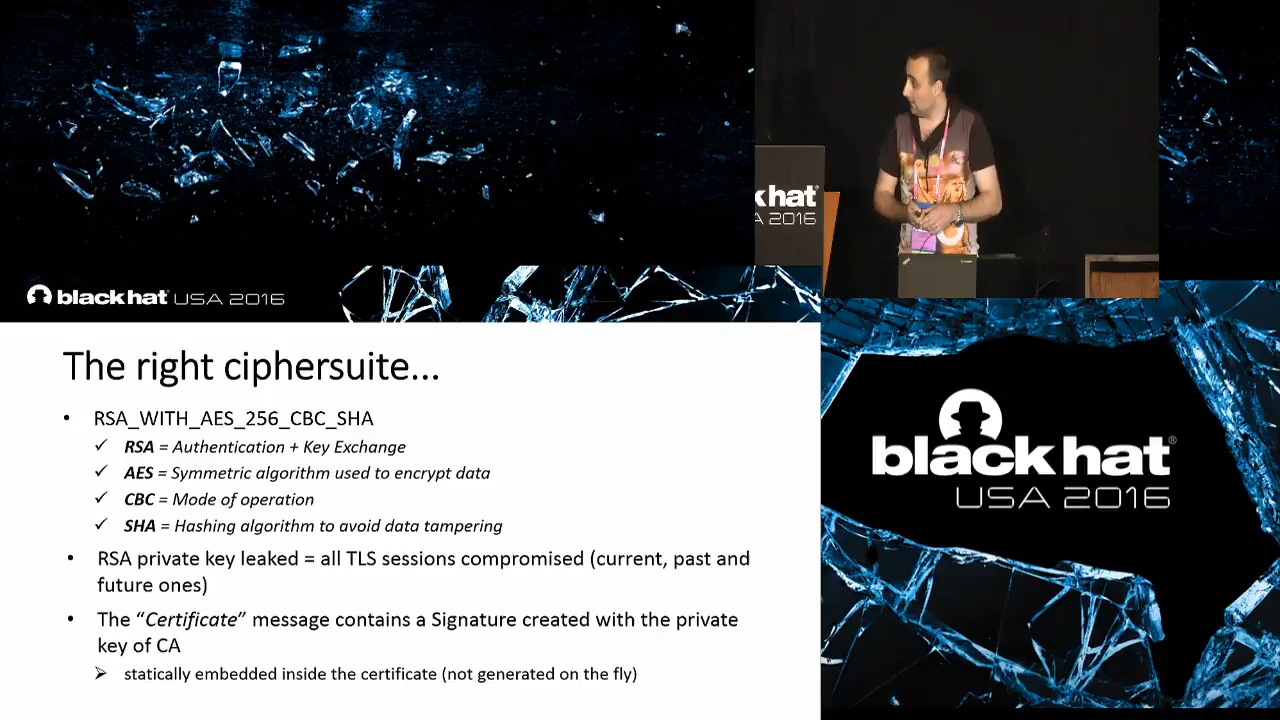 black hat USA 2016
The right ciphersuite...
• RSA_WITH_AES_256_CBC_SHA
✓ RSA = Authentication + Key Exchange
✓ AES = Symmetric algorithm used to encrypt data
✓ CBC = Mode of operation
✓ SHA = Hashing algorithm to avoid data tampering
• RSA private key leaked = all TLS sessions compromised (current, past and
future ones)
• The “Certificate” message contains a Signature created with the private
key of CA
➢ statically embedded inside the certificate (not generated on the fly)
k hat®
A 2016
black hat®
USA 2016